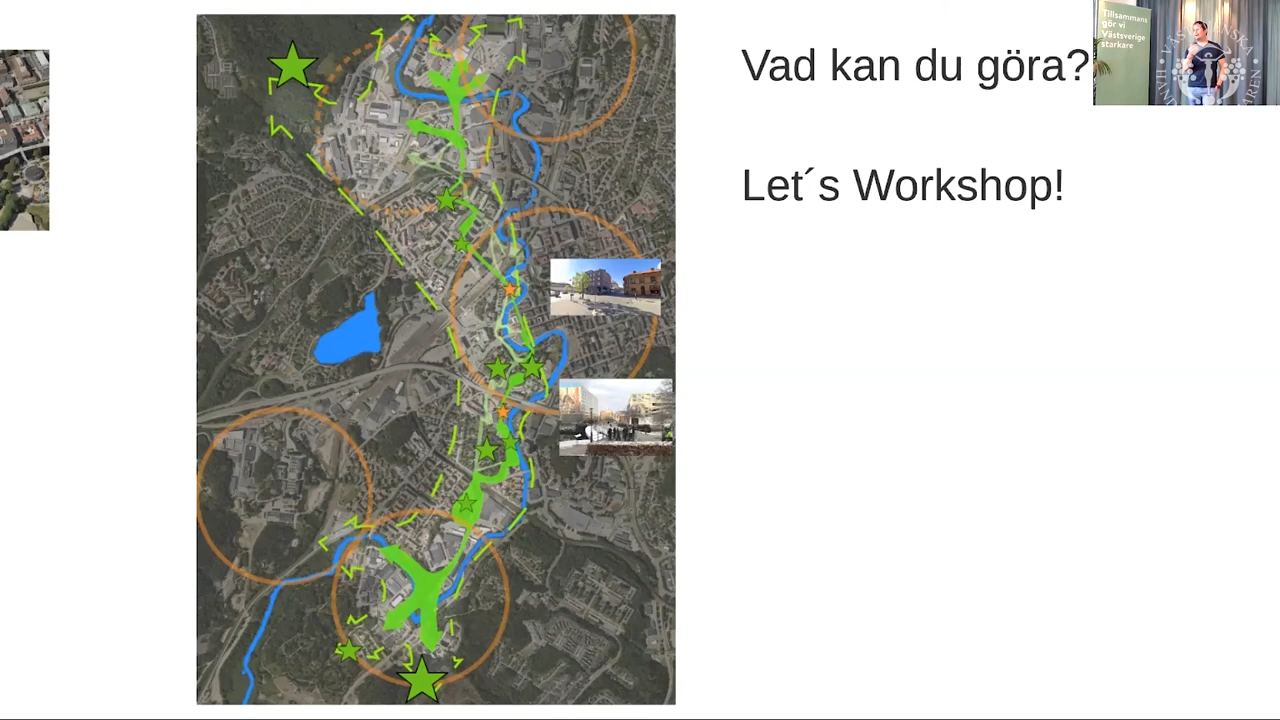 Vad kan du göra?
Let´s Workshop!
Tillsammans
gör vi
Västsverige
starkare